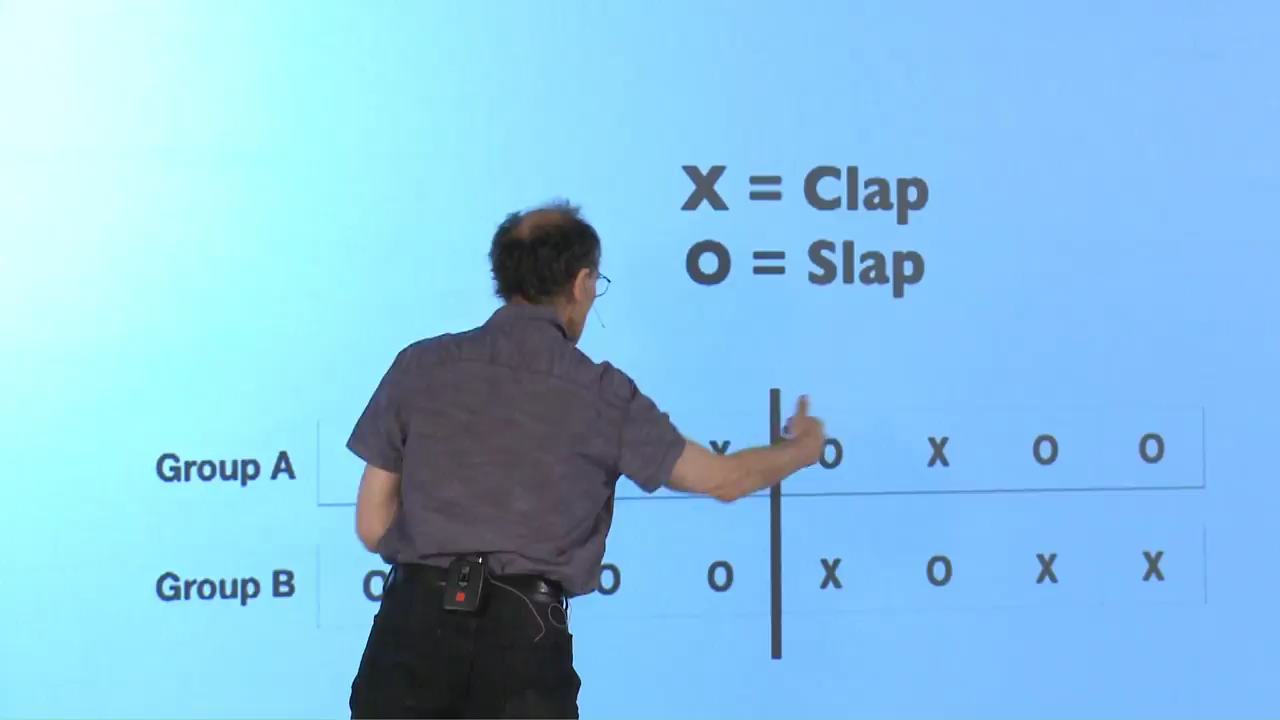 X = Clap
O = Slap
Group A X O X O O
Group B O O O X O X X